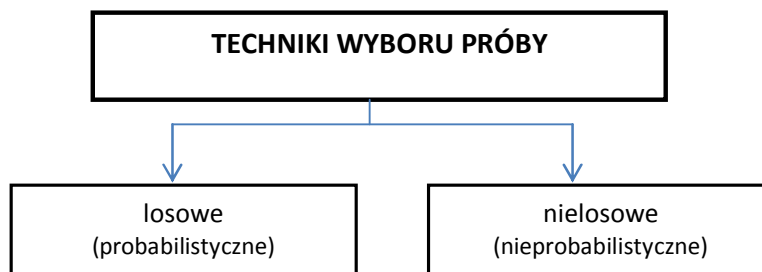 TECHNIKI WYBORU PRÓBY
losowe
(probabilistyczne)
nielosowe
(nieprobabilistyczne)